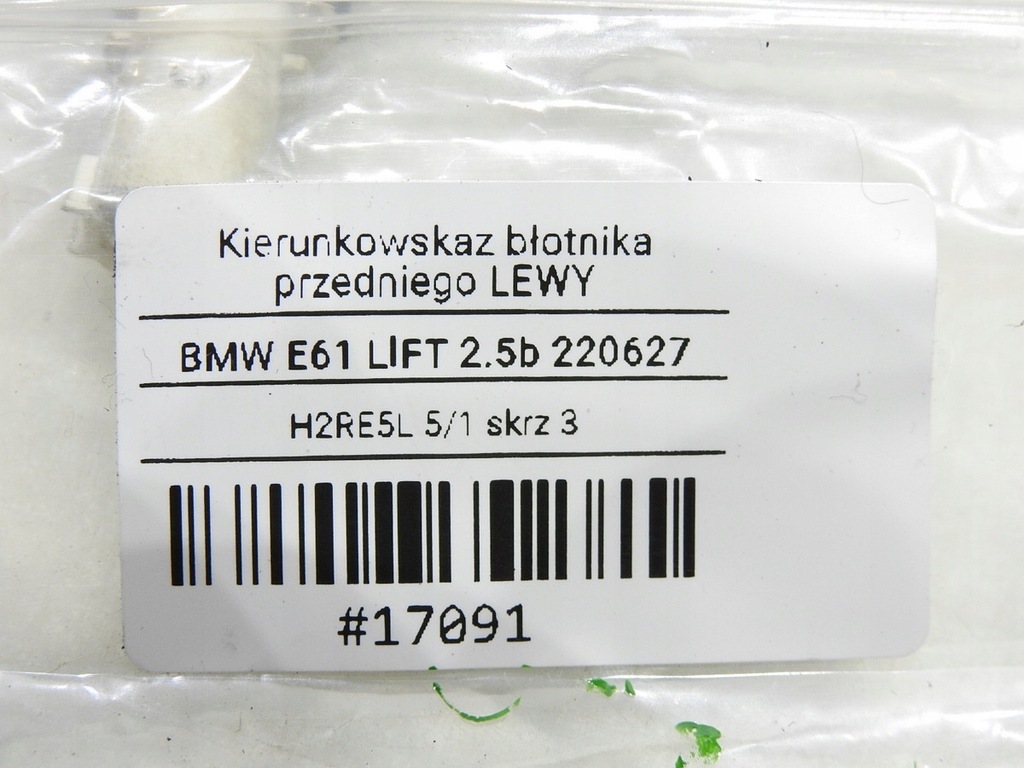 Kierunkowskaz błotnika
przedniego LEWY
BMW E61 LIFT 2.5b 220627
H2RE5L 5/1 skrz 3
#17091